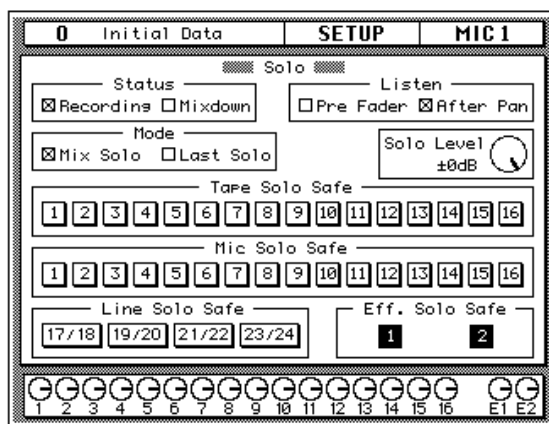 0 Initial Data SETUP MIC 1
Solo
Status Listen
Recording Mixdown Pre Fader After Pan
Mode
Mix Solo Last Solo Solo Level
±0dB
Tape Solo Safe
1 2 3 4 5 6 7 8 9 10 11 12 13 14 15 16
Mic Solo Safe
1 2 3 4 5 6 7 8 9 10 11 12 13 14 15 16
Line Solo Safe Eff. Solo Safe
17/18 19/20 21/22 23/24 1 2
1 2 3 4 5 6 7 8 9 10 11 12 13 14 15 16 E1 E2